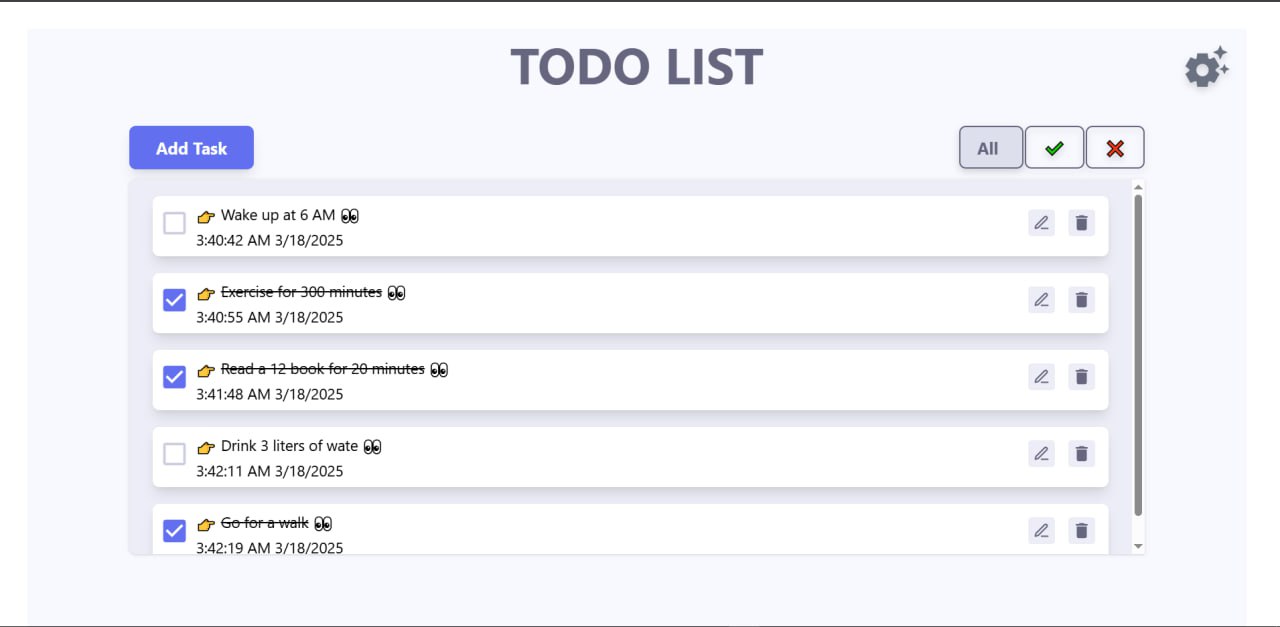 TODO LIST
Add Task
All ✔ ❌
👉 Wake up at 6 AM 👀
3:40:42 AM 3/18/2025
👉 Exercise for 300 minutes 👀
3:40:55 AM 3/18/2025
👉 Read a 12 book for 20 minutes 👀
3:41:48 AM 3/18/2025
👉 Drink 3 liters of wate 👀
3:42:11 AM 3/18/2025
👉 Go for a walk 👀
3:42:19 AM 3/18/2025